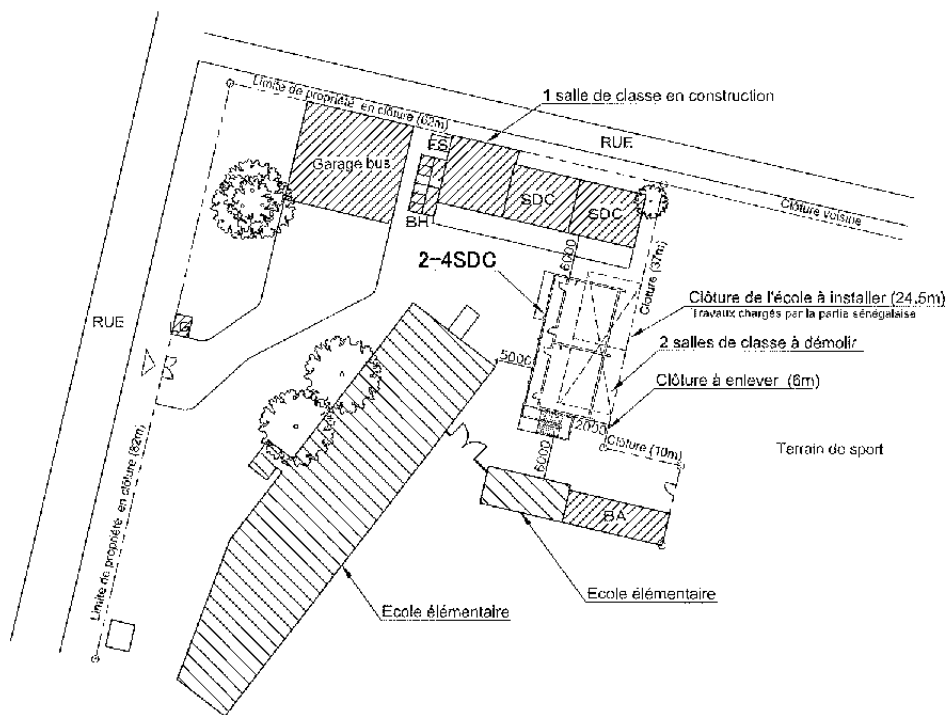 Limite de propriété en clôture (62m)
1 salle de classe en construction
RUE
ES
Garage bus
SDC
SDC
BH
Clôture voisine
2-4SDC
6000
Clôture (37m)
Clôture de l'école à installer (24,5m)
Travaux chargés par la partie sénégalaise
RUE
G
2 salles de classe à démolir
5000
Clôture à enlever (6m)
2000
Clôture (10m)
Terrain de sport
6000
Limite de propriété en clôture (82m)
BA
Ecole élémentaire
Ecole élémentaire